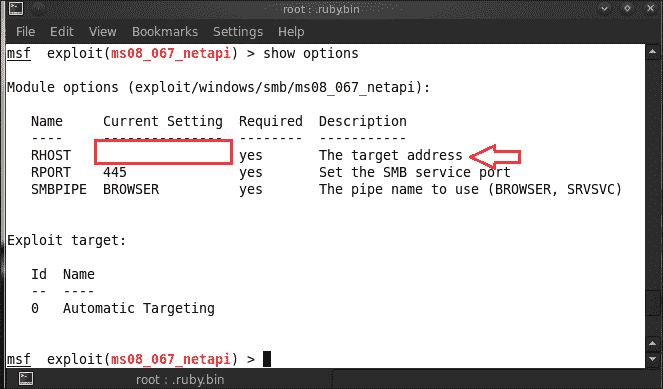 root : .ruby.bin
File Edit View Bookmarks Settings Help
msf exploit(ms08_067_netapi) > show options
Module options (exploit/windows/smb/ms08_067_netapi):
Name Current Setting Required Description
---- --------------- -------- -----------
RHOST yes The target address
RPORT 445 yes Set the SMB service port
SMBPIPE BROWSER yes The pipe name to use (BROWSER, SRVSVC)
Exploit target:
Id Name
-- ----
0 Automatic Targeting
msf exploit(ms08_067_netapi) >
root : .ruby.bin